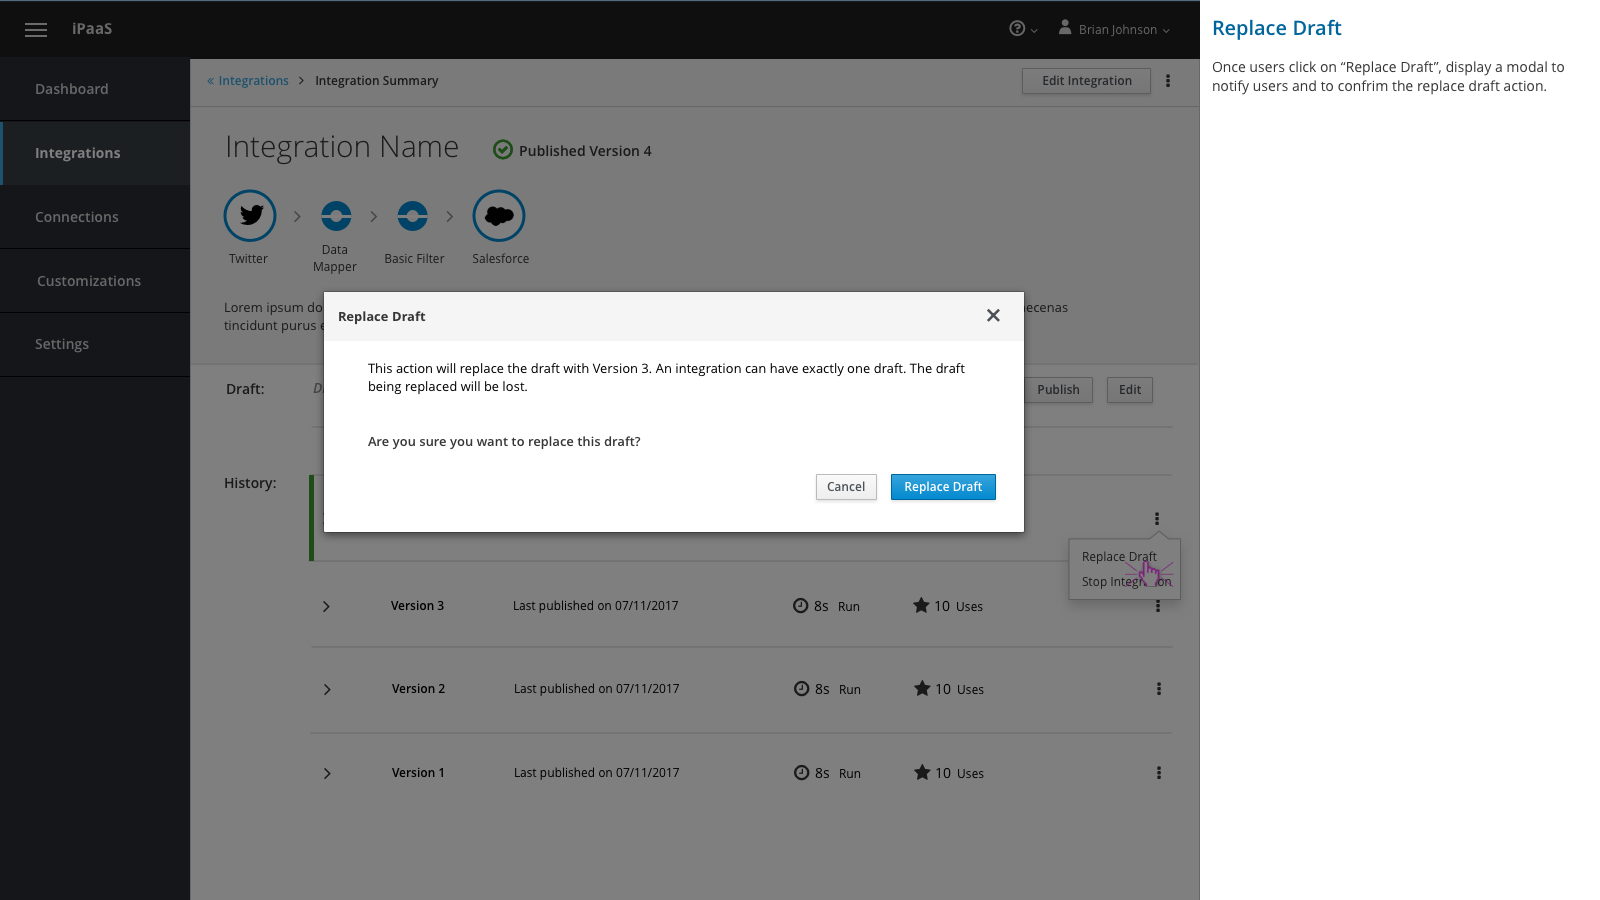 iPaaS
Brian Johnson
Dashboard
Integrations
Connections
Customizations
Settings
« Integrations > Integration Summary
Edit Integration
Integration Name
Published Version 4
Twitter
Data
Mapper
Basic Filter
Salesforce
Lorem ipsum do
ecenas
tincidunt purus e
Replace Draft
This action will replace the draft with Version 3. An integration can have exactly one draft. The draft
being replaced will be lost.
Are you sure you want to replace this draft?
Cancel
Replace Draft
Draft:
D
Publish
Edit
History:
Replace Draft
Stop Integration
Version 3 Last published on 07/11/2017 8s Run 10 Uses
Version 2 Last published on 07/11/2017 8s Run 10 Uses
Version 1 Last published on 07/11/2017 8s Run 10 Uses
Replace Draft
Once users click on “Replace Draft”, display a modal to
notify users and to confrim the replace draft action.